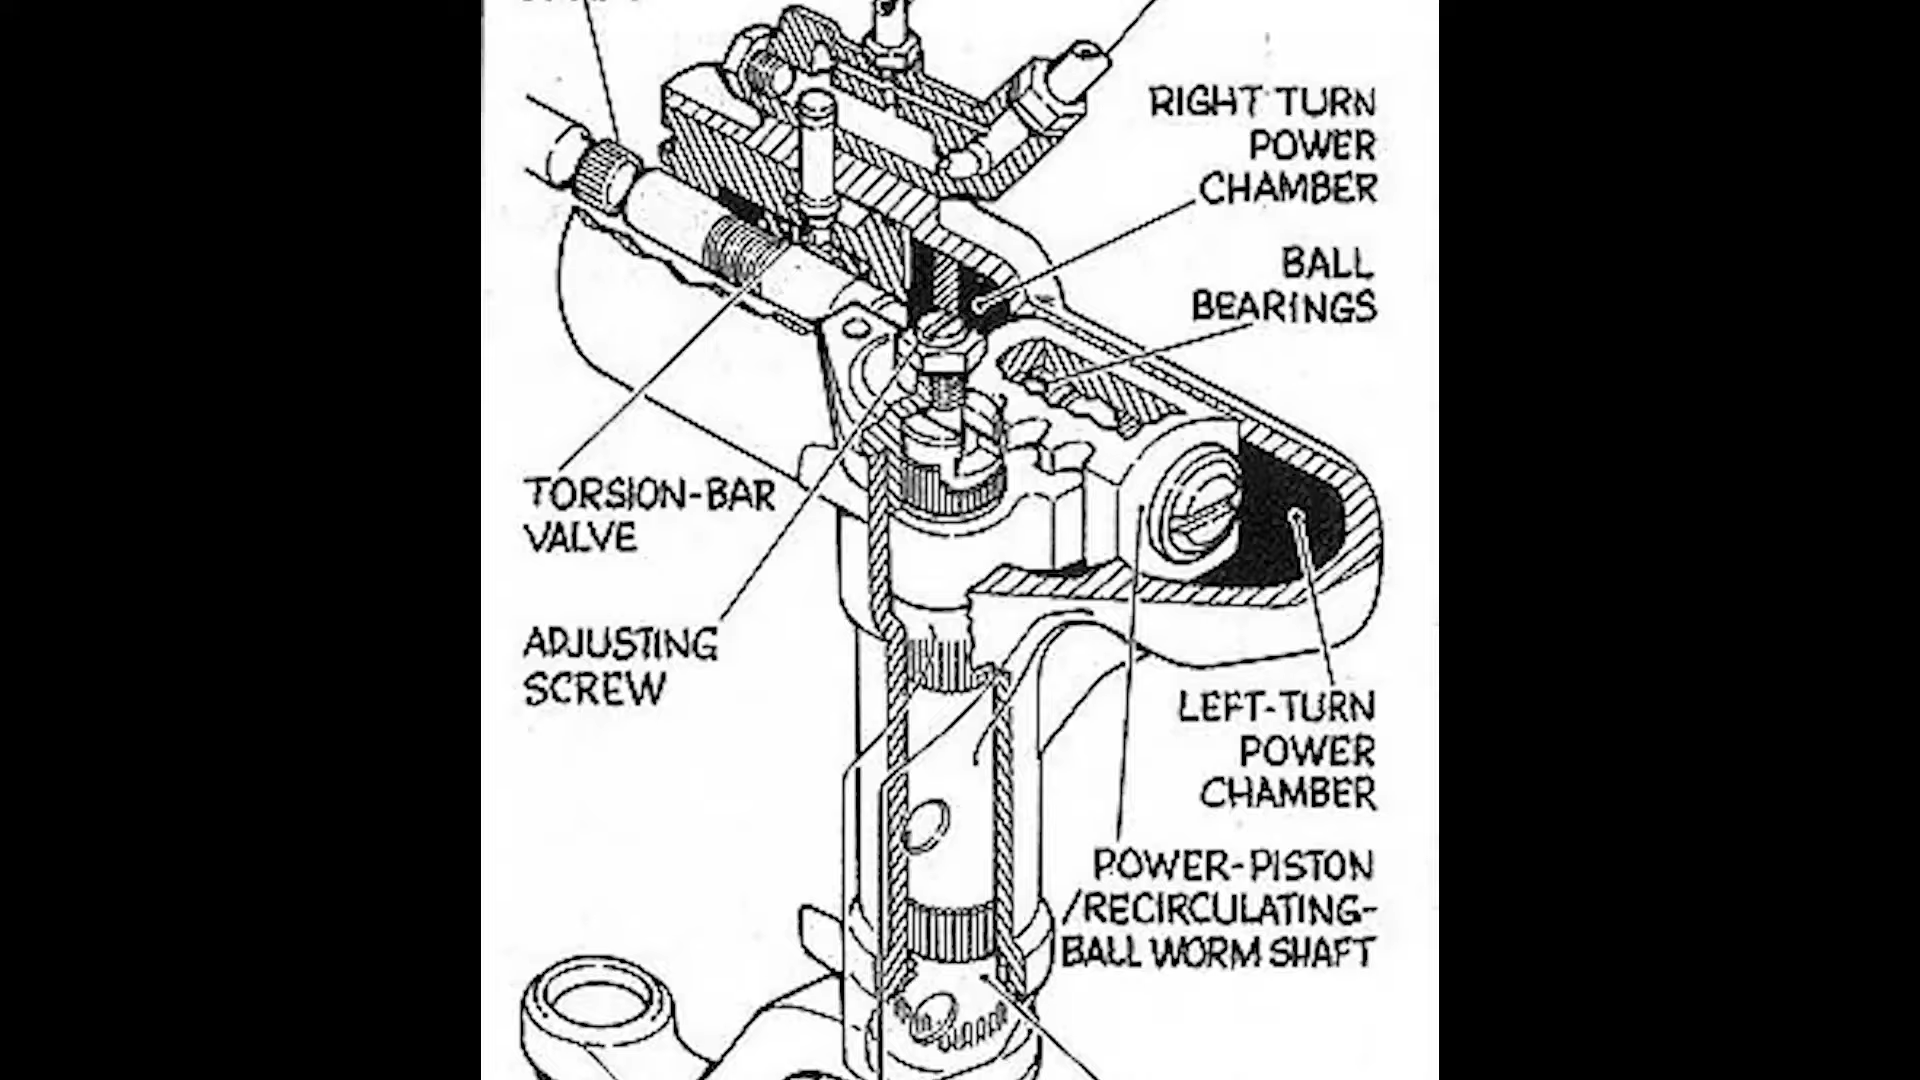 RIGHT TURN
POWER
CHAMBER
BALL
BEARINGS
TORSION-BAR
VALVE
ADJUSTING
SCREW
LEFT-TURN
POWER
CHAMBER
POWER-PISTON
/RECIRCULATING-
BALL WORM SHAFT